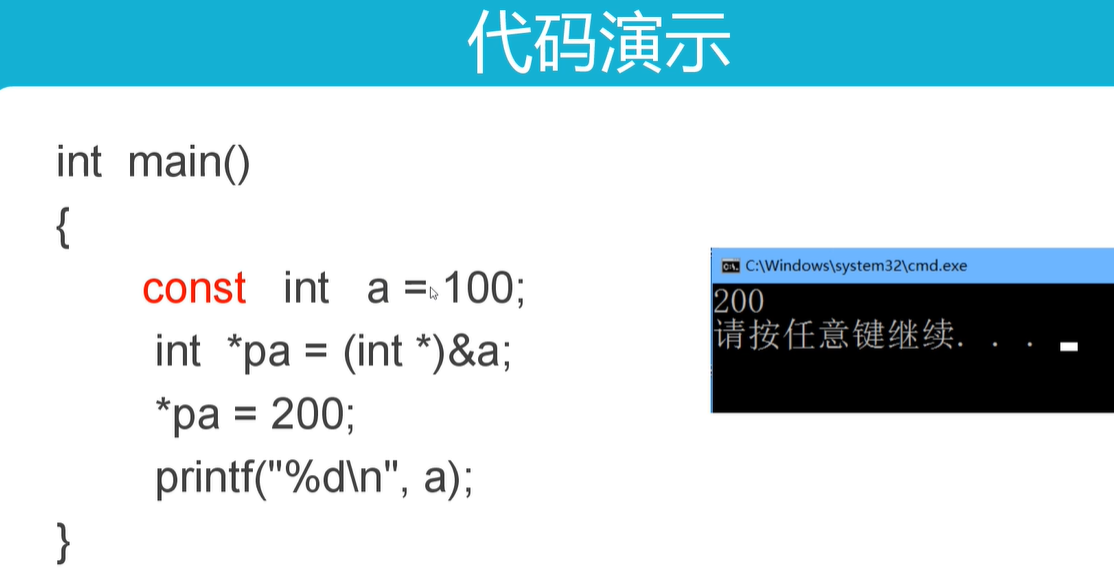 代码演示
int main()
{
const int a = 100;
int *pa = (int *)&a;
*pa = 200;
printf("%d\n", a);
}
C:\Windows\system32\cmd.exe
200
请按任意键继续. . .